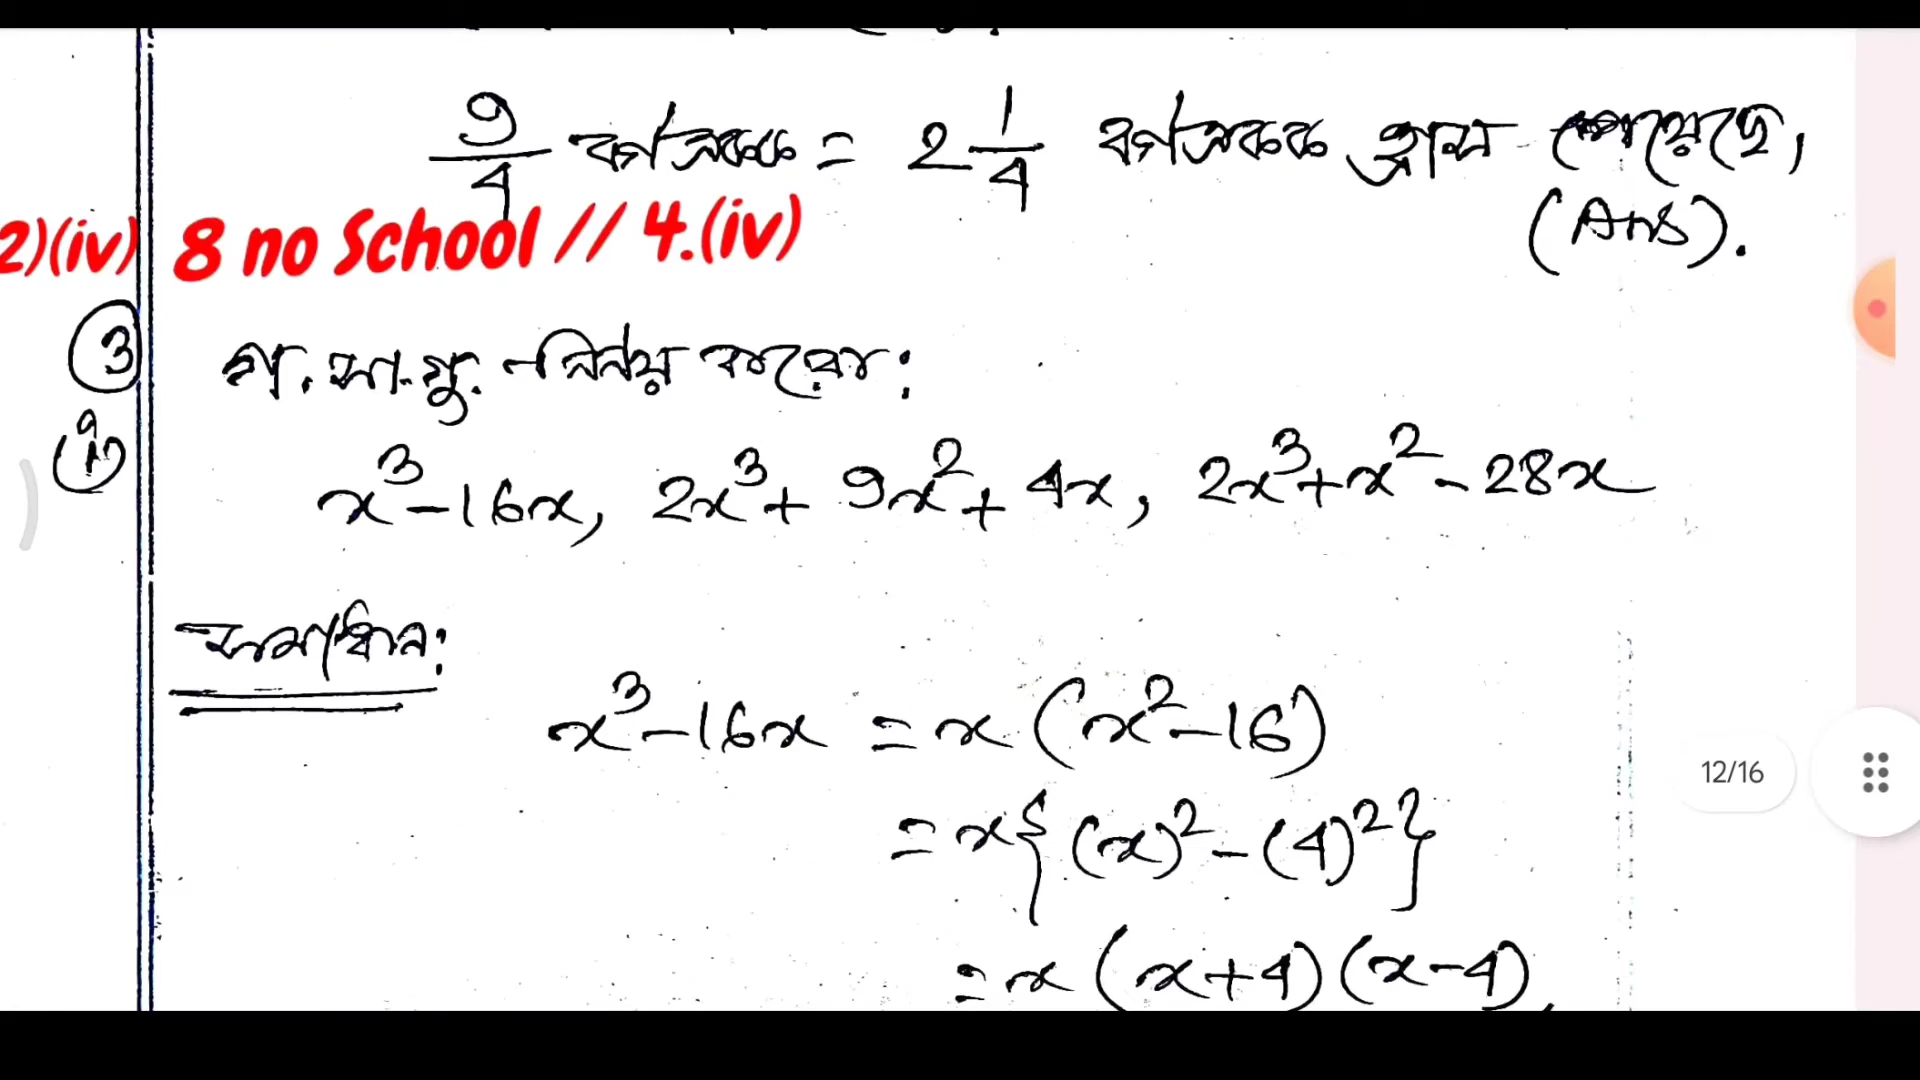 9/4 বর্গএকক = 2 1/4 বর্গএকক হ্রাস পেয়েছে।
(Ans).
2)(iv) 8 no School // 4.(iv)
③ গ.সা.গু. নির্ণয় করো:
①
x³-16x, 2x³+9x²+4x, 2x³+x²-28x
সমাধান:
x³-16x = x(x²-16)
12/16
= x{(x)²-(4)²}
= x(x+4)(x-4)